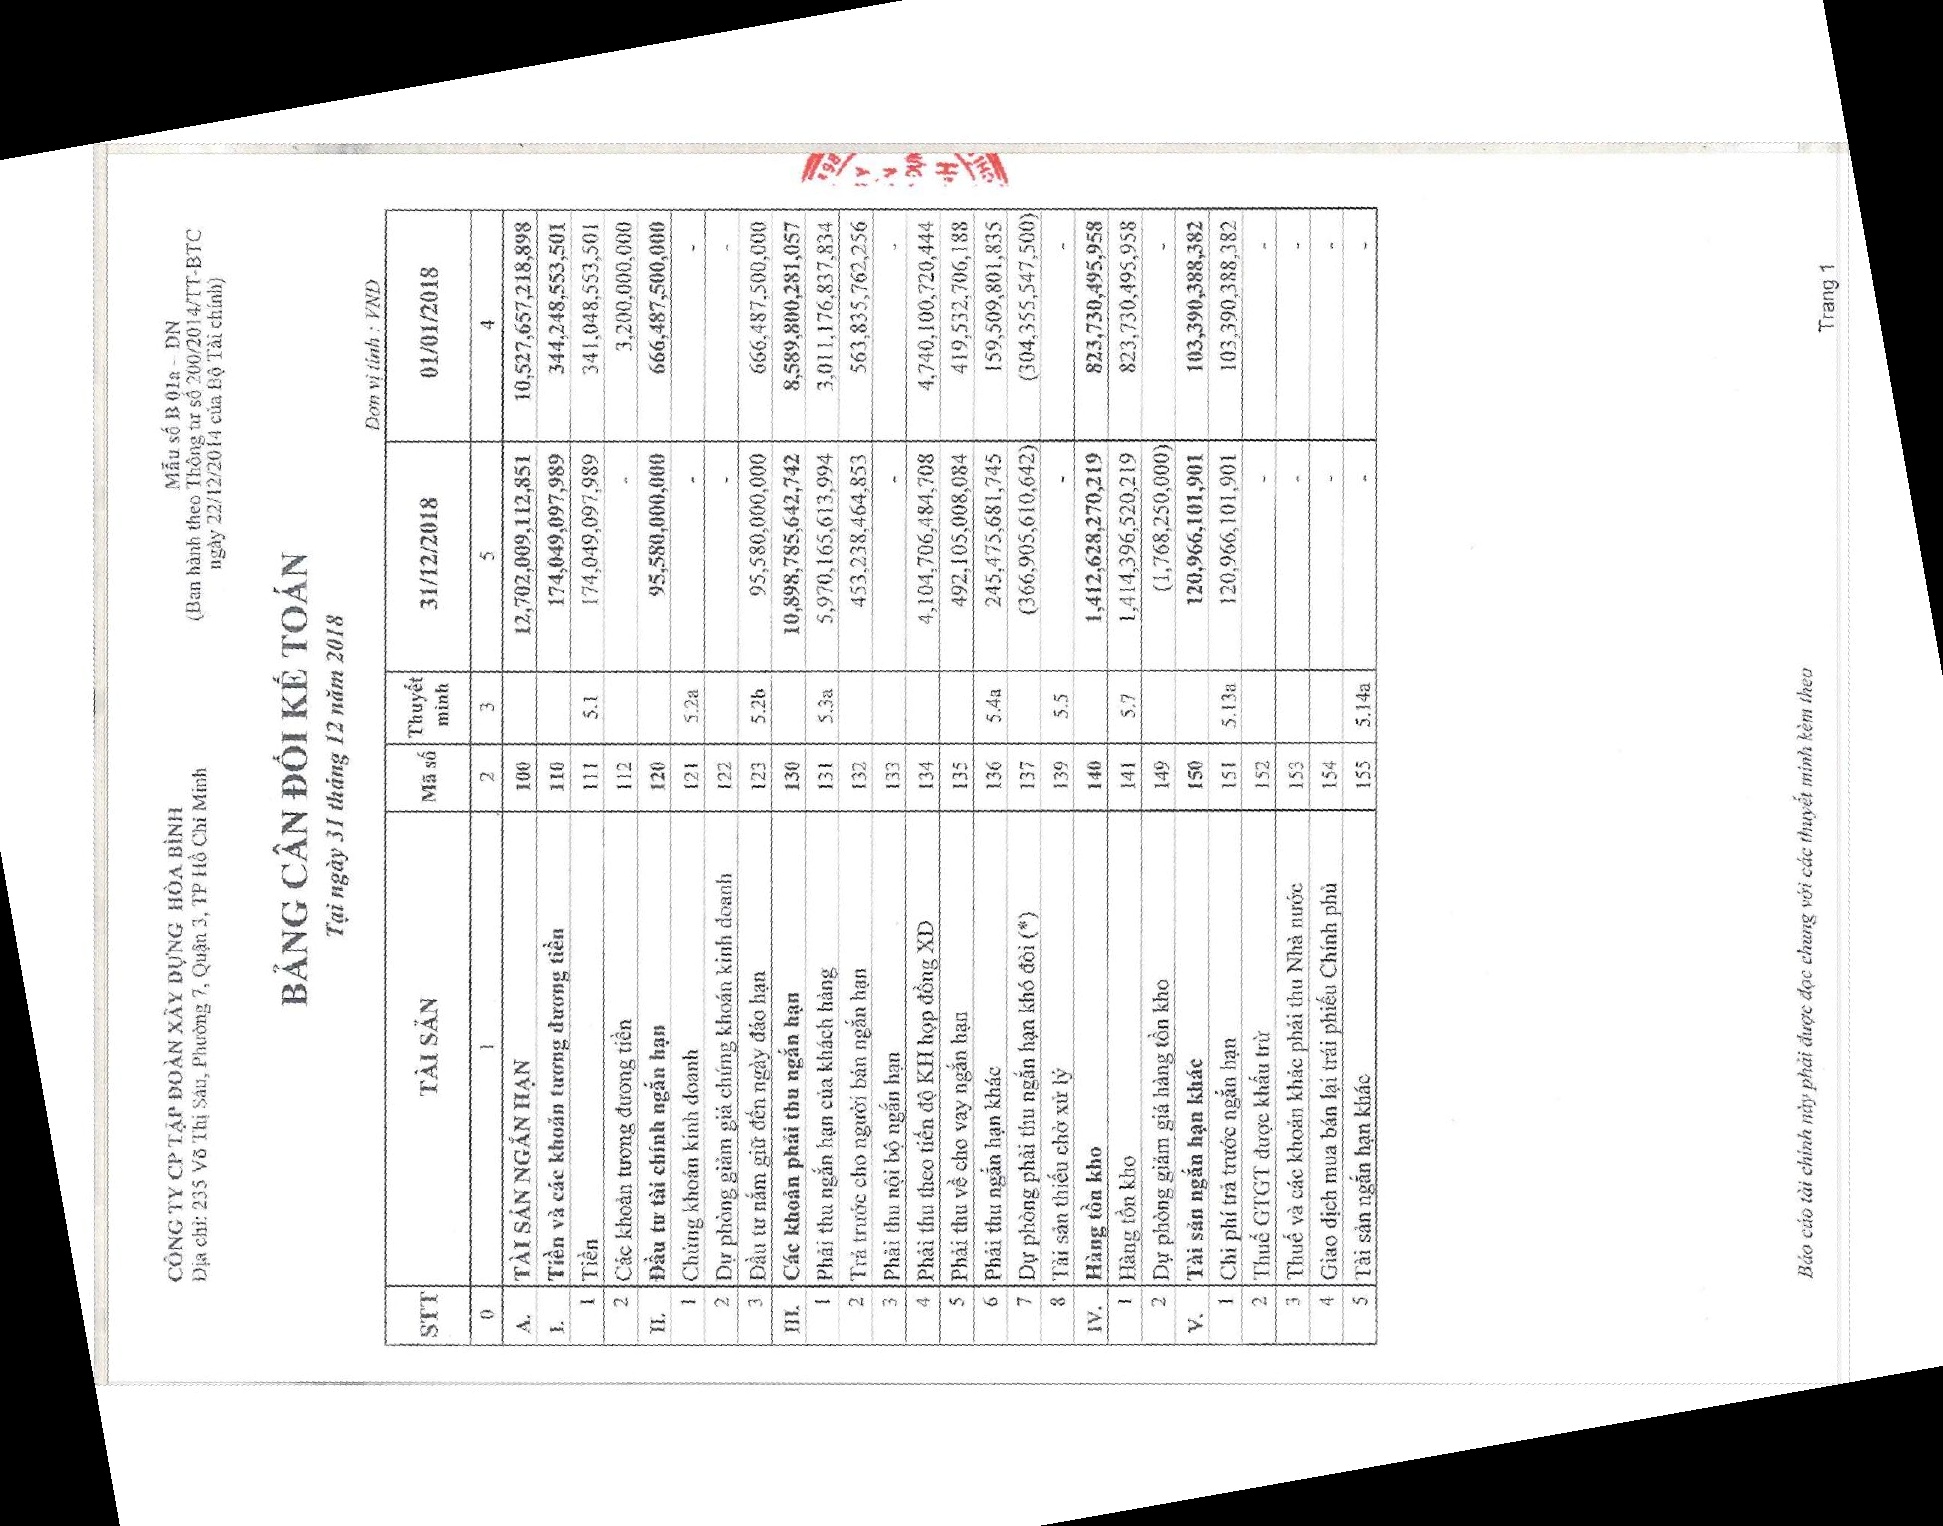 CÔNG TY CP TẬP ĐOÀN XÂY DỰNG HÒA BÌNH
Địa chỉ: 235 Võ Thị Sáu, Phường 7, Quận 3, TP Hồ Chí Minh
Mẫu số B 01a - DN
(Ban hành theo Thông tư số 200/2014/TT-BTC
ngày 22/12/2014 của Bộ Tài chính)
BẢNG CÂN ĐỐI KẾ TOÁN
Tại ngày 31 tháng 12 năm 2018
Đơn vị tính : VND
STT TÀI SẢN Mã số Thuyết minh 31/12/2018 01/01/2018
0 1 2 3 5 4
A. TÀI SẢN NGẮN HẠN 100 12,702,009,112,851 10,527,657,218,898
I. Tiền và các khoản tương đương tiền 110 174,049,097,989 344,248,553,501
1 Tiền 111 5.1 174,049,097,989 341,048,553,501
2 Các khoản tương đương tiền 112 - 3,200,000,000
II. Đầu tư tài chính ngắn hạn 120 95,580,000,000 666,487,500,000
1 Chứng khoán kinh doanh 121 5.2a - -
2 Dự phòng giảm giá chứng khoán kinh doanh 122 - -
3 Đầu tư nắm giữ đến ngày đáo hạn 123 5.2b 95,580,000,000 666,487,500,000
III. Các khoản phải thu ngắn hạn 130 10,898,785,642,742 8,589,800,281,057
1 Phải thu ngắn hạn của khách hàng 131 5.3a 5,970,165,613,994 3,011,176,837,834
2 Trả trước cho người bán ngắn hạn 132 453,238,464,853 563,835,762,256
3 Phải thu nội bộ ngắn hạn 133 - -
4 Phải thu theo tiến độ KH hợp đồng XD 134 4,104,706,484,708 4,740,100,720,444
5 Phải thu về cho vay ngắn hạn 135 492,105,008,084 419,532,706,188
6 Phải thu ngắn hạn khác 136 5.4a 245,475,681,745 159,509,801,835
7 Dự phòng phải thu ngắn hạn khó đòi (*) 137 (366,905,610,642) (304,355,547,500)
8 Tài sản thiếu chờ xử lý 139 5.5 - -
IV. Hàng tồn kho 140 1,412,628,270,219 823,730,495,958
1 Hàng tồn kho 141 5.7 1,414,396,520,219 823,730,495,958
2 Dự phòng giảm giá hàng tồn kho 149 (1,768,250,000) -
V. Tài sản ngắn hạn khác 150 120,966,101,901 103,390,388,382
1 Chi phí trả trước ngắn hạn 151 5.13a 120,966,101,901 103,390,388,382
2 Thuế GTGT được khấu trừ 152 - -
3 Thuế và các khoản khác phải thu Nhà nước 153 - -
4 Giao dịch mua bán lại trái phiếu Chính phủ 154 - -
5 Tài sản ngắn hạn khác 155 5.14a - -
Báo cáo tài chính này phải được đọc chung với các thuyết minh kèm theo
Trang 1